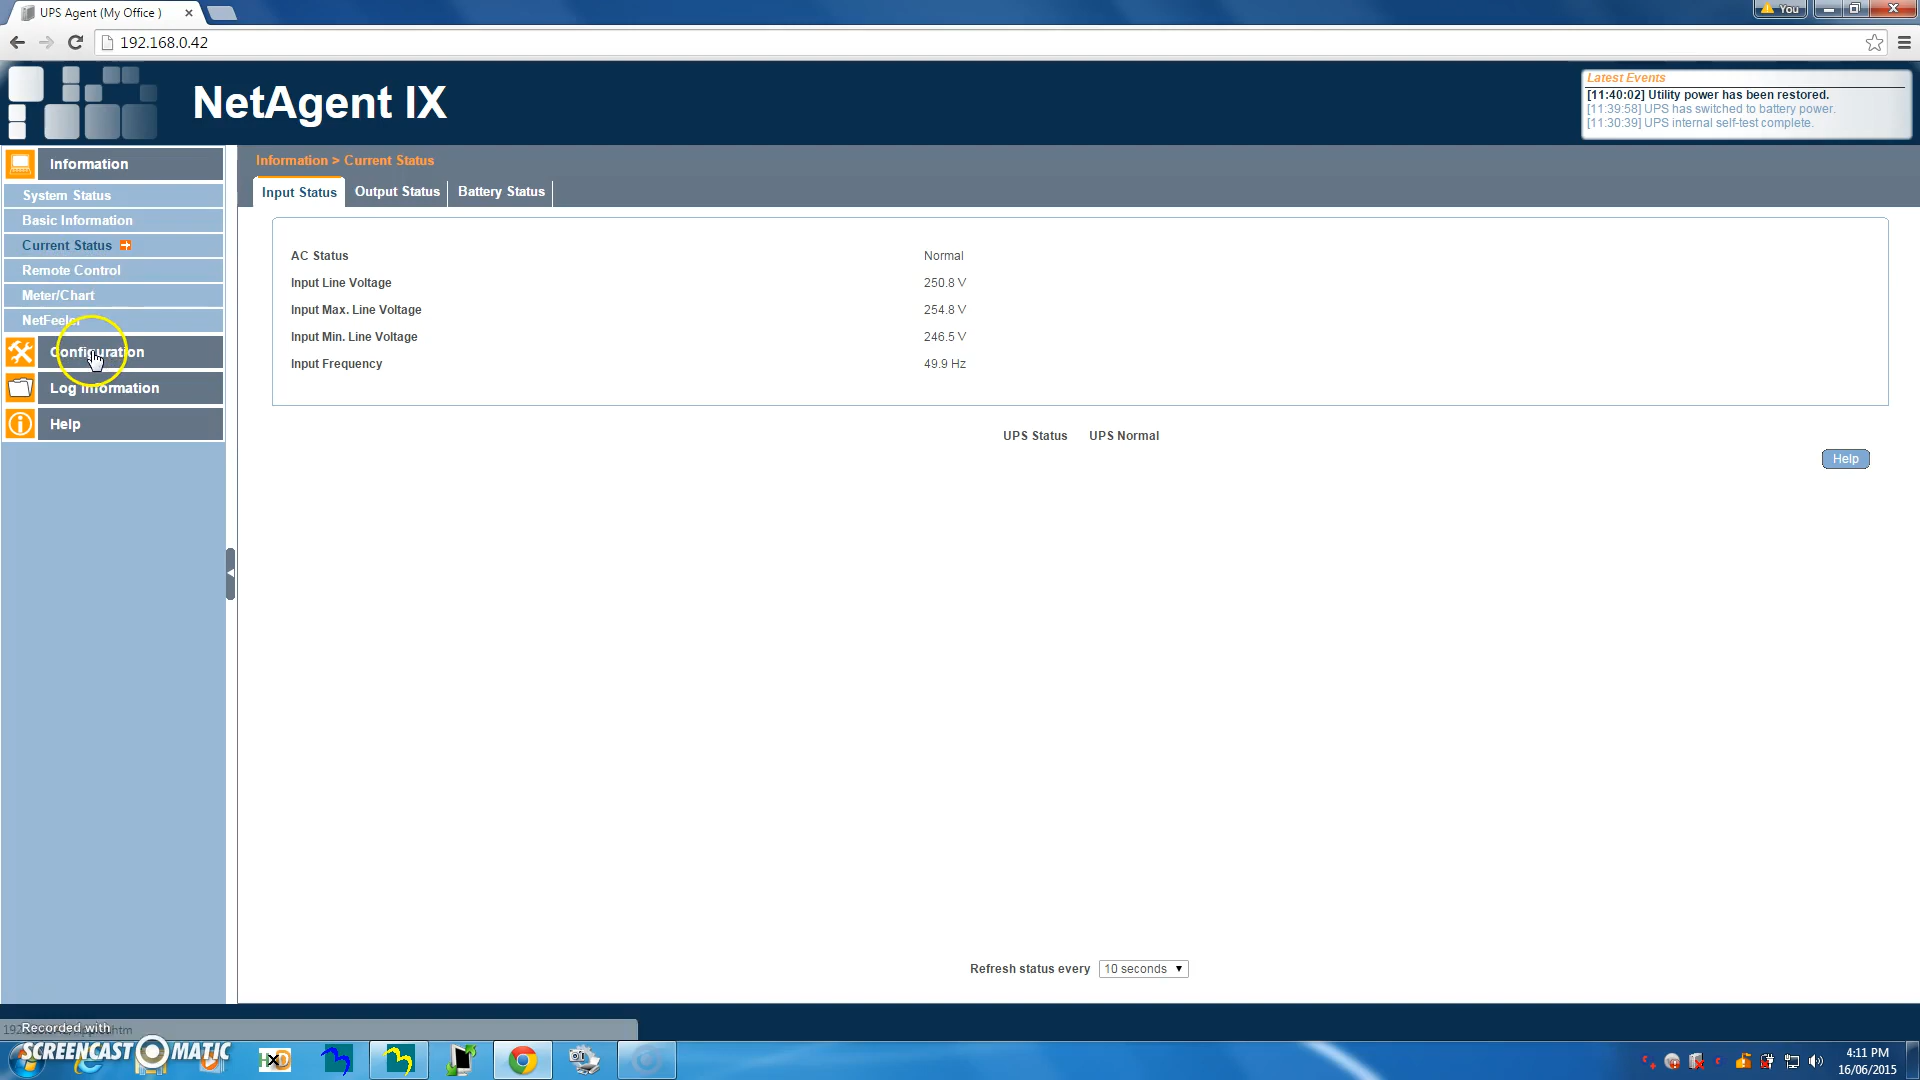 UPS Agent (My Office )
You
192.168.0.42
NetAgent IX
Latest Events
[11:40:02] Utility power has been restored.
[11:39:58] UPS has switched to battery power.
[11:30:39] UPS internal self-test complete.
Information
System Status
Basic Information
Current Status
Remote Control
Meter/Chart
NetFeeler
Configuration
Log Information
Help
Information > Current Status
Input Status
Output Status
Battery Status
AC Status Normal
Input Line Voltage 250.8 V
Input Max. Line Voltage 254.8 V
Input Min. Line Voltage 246.5 V
Input Frequency 49.9 Hz
UPS Status UPS Normal
Help
Refresh status every 10 seconds
Recorded with
SCREENCAST MATIC
4:11 PM
16/06/2015